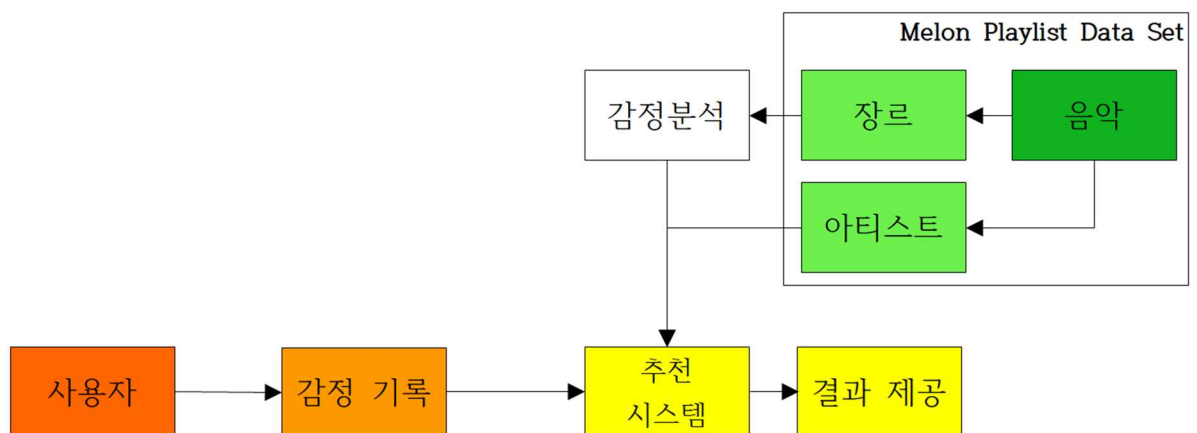 Melon Playlist Data Set
감정분석
장르
음악
아티스트
사용자
감정 기록
추천
시스템
결과 제공